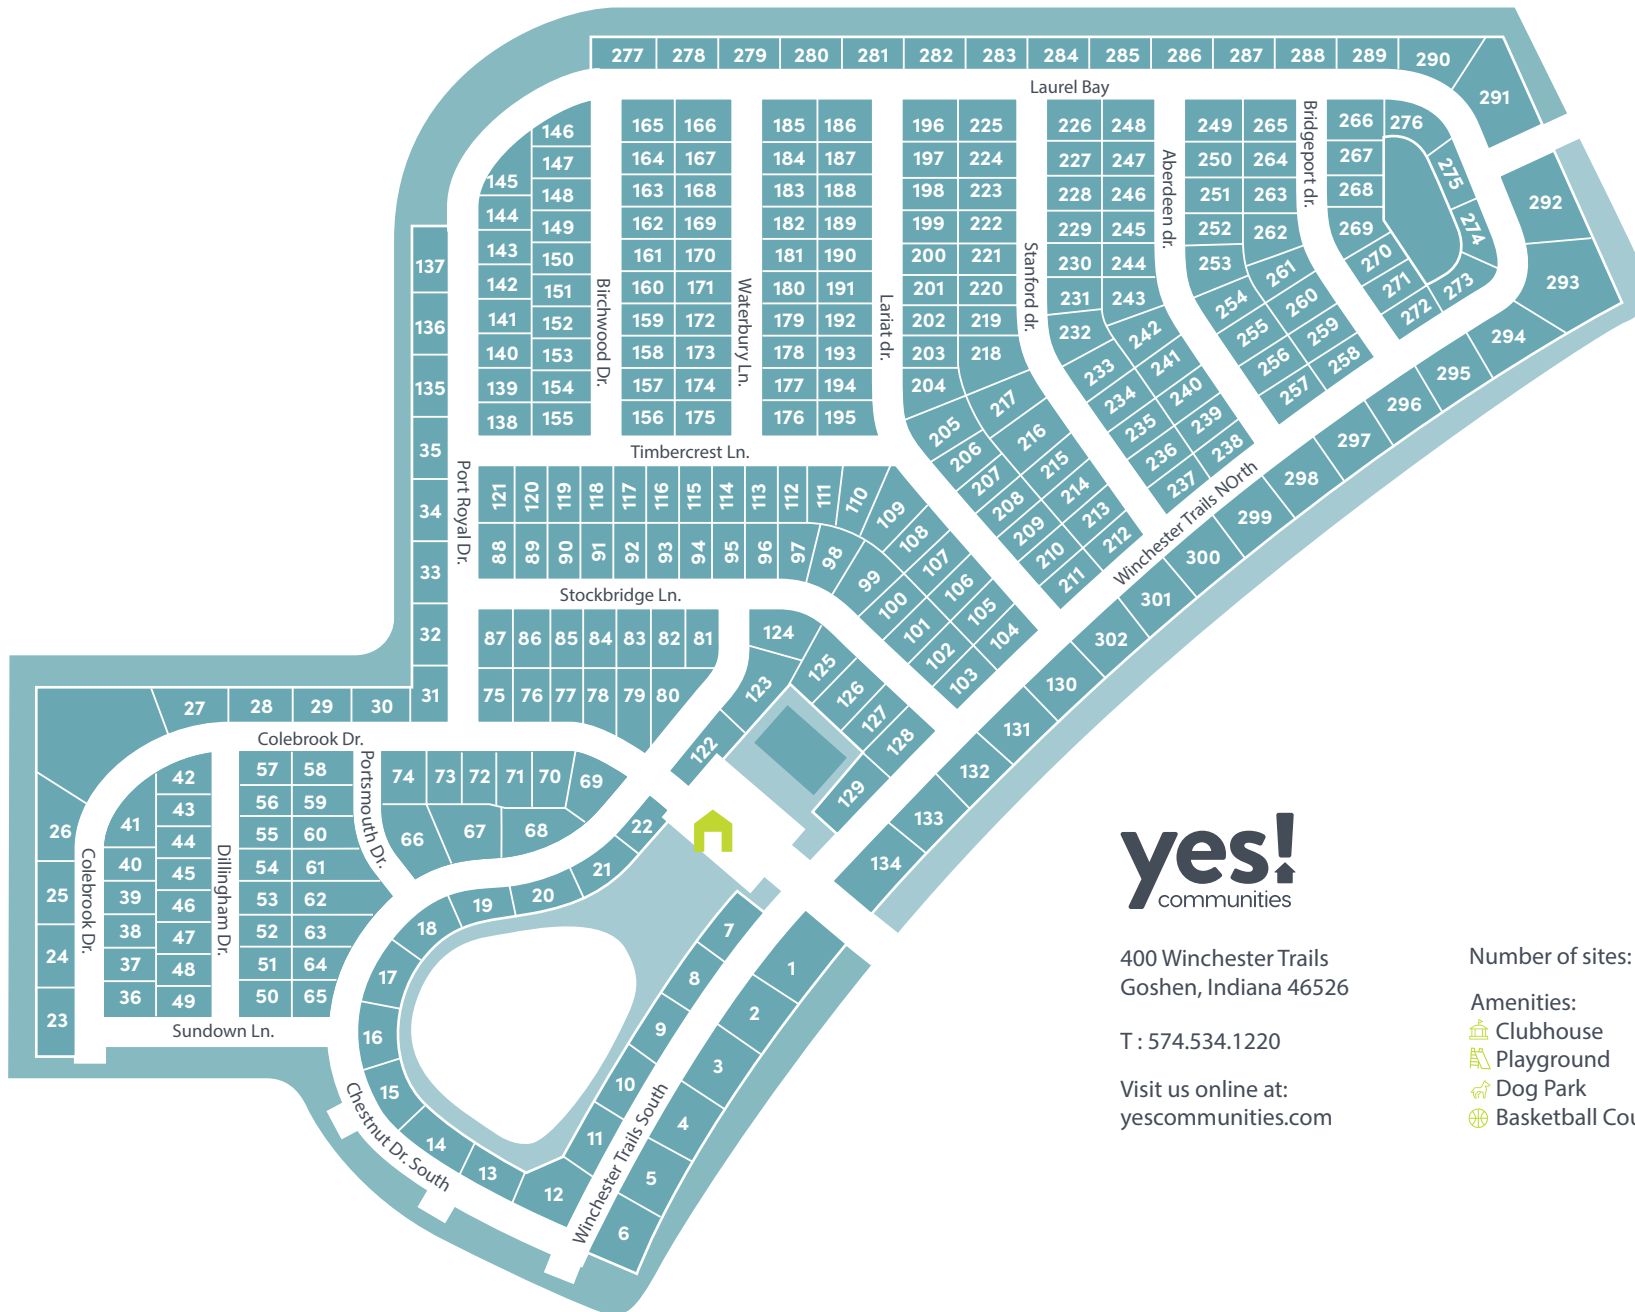 277 278 279 280 281 282 283 284 285 286 287 288 289 290
291
Laurel Bay
146 165 166 185 186 196 225 226 248 249 265 Bridgeport dr. 266 276
147 164 167 184 187 197 224 227 247 Aberdeen dr. 250 264 267 275
145 148 163 168 183 188 198 223 228 246 251 263 268 292
144 149 162 169 182 189 199 222 229 245 252 262 269 274
137 143 150 161 170 181 190 200 221 Stanford dr. 230 244 253 261 270
142 151 Birchwood Dr. 160 171 Waterbury Ln. 180 191 Lariat dr. 201 220 231 243 254 260 271 273 293
136 141 152 159 172 179 192 202 219 232 242 255 259 272 294
140 153 158 173 178 193 203 218 233 241 256 258
135 139 154 157 174 177 194 204 217 234 240 257 295
138 155 156 175 176 195 205 216 235 239 296
35 Timbercrest Ln. 206 215 236 238 297
Port Royal Dr.
34 121 120 119 118 117 116 115 114 113 112 111 110 109 207 214 237 298
208 213 Winchester Trails NOrth 299
33 88 89 90 91 92 93 94 95 96 97 98 99 108 209 212 300
107 210 211
Stockbridge Ln. 100 106 301
32 87 86 85 84 83 82 81 124 101 105 104 302
31 75 76 77 78 79 80 123 125 102 103 130
27 28 29 30 126 127 131
Colebrook Dr. 122 128 132
42 57 58 Portsmouth Dr. 74 73 72 71 70 69 129
26 41 43 56 59 66 67 68 22 133
Colebrook Dr. 40 44 Dillingham Dr. 55 60 21 134
25 39 45 54 61 18 19 20
24 38 46 53 62 7
37 47 52 63 17 8 1
23 36 48 51 64 16 9 2
49 50 65
Sundown Ln. 15 10 3
Chestnut Dr. South 14 13 12 11 4
Winchester Trails South 5
6
yes!
communities
400 Winchester Trails
Goshen, Indiana 46526
T : 574.534.1220
Visit us online at:
yescommunities.com
Number of sites:
Amenities:
Clubhouse
Playground
Dog Park
Basketball Cou